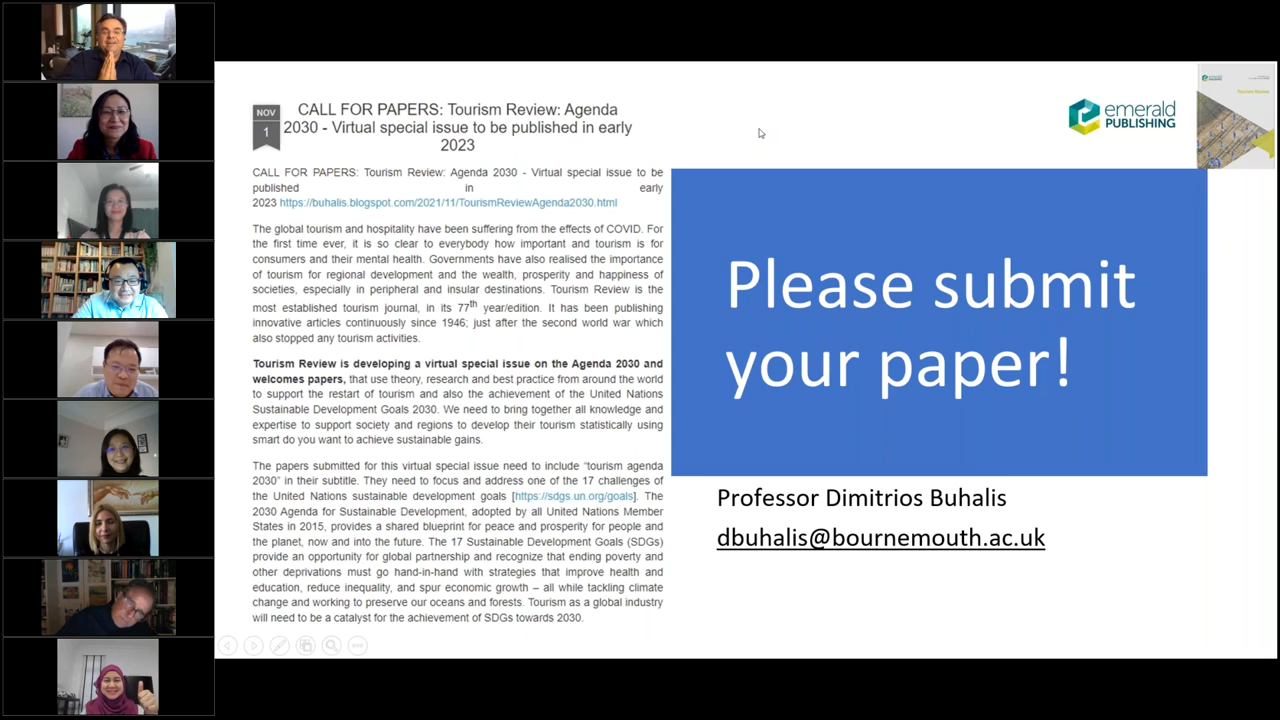 NOV
1
CALL FOR PAPERS: Tourism Review: Agenda
2030 - Virtual special issue to be published in early
2023
CALL FOR PAPERS: Tourism Review: Agenda 2030 - Virtual special issue to be
published in early
2023 https://buhalis.blogspot.com/2021/11/TourismReviewAgenda2030.html
The global tourism and hospitality have been suffering from the effects of COVID. For
the first time ever, it is so clear to everybody how important and tourism is for
consumers and their mental health. Governments have also realised the importance
of tourism for regional development and the wealth, prosperity and happiness of
societies, especially in peripheral and insular destinations. Tourism Review is the
most established tourism journal, in its 77th year/edition. It has been publishing
innovative articles continuously since 1946; just after the second world war which
also stopped any tourism activities.
Tourism Review is developing a virtual special issue on the Agenda 2030 and
welcomes papers, that use theory, research and best practice from around the world
to support the restart of tourism and also the achievement of the United Nations
Sustainable Development Goals 2030. We need to bring together all knowledge and
expertise to support society and regions to develop their tourism statistically using
smart do you want to achieve sustainable gains.
The papers submitted for this virtual special issue need to include “tourism agenda
2030” in their subtitle. They need to focus and address one of the 17 challenges of
the United Nations sustainable development goals [https://sdgs.un.org/goals]. The
2030 Agenda for Sustainable Development, adopted by all United Nations Member
States in 2015, provides a shared blueprint for peace and prosperity for people and
the planet, now and into the future. The 17 Sustainable Development Goals (SDGs)
provide an opportunity for global partnership and recognize that ending poverty and
other deprivations must go hand-in-hand with strategies that improve health and
education, reduce inequality, and spur economic growth – all while tackling climate
change and working to preserve our oceans and forests. Tourism as a global industry
will need to be a catalyst for the achievement of SDGs towards 2030.
emerald
PUBLISHING
Tourism Review
Please submit
your paper!
Professor Dimitrios Buhalis
dbuhalis@bournemouth.ac.uk